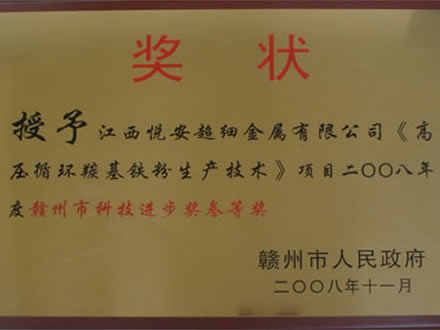 奖 状
授予江西悦安超细金属有限公司《高
压循环羰基铁粉生产技术》项目二〇〇八年
度赣州市科技进步奖叁等奖
赣州市人民政府
二〇〇八年十一月